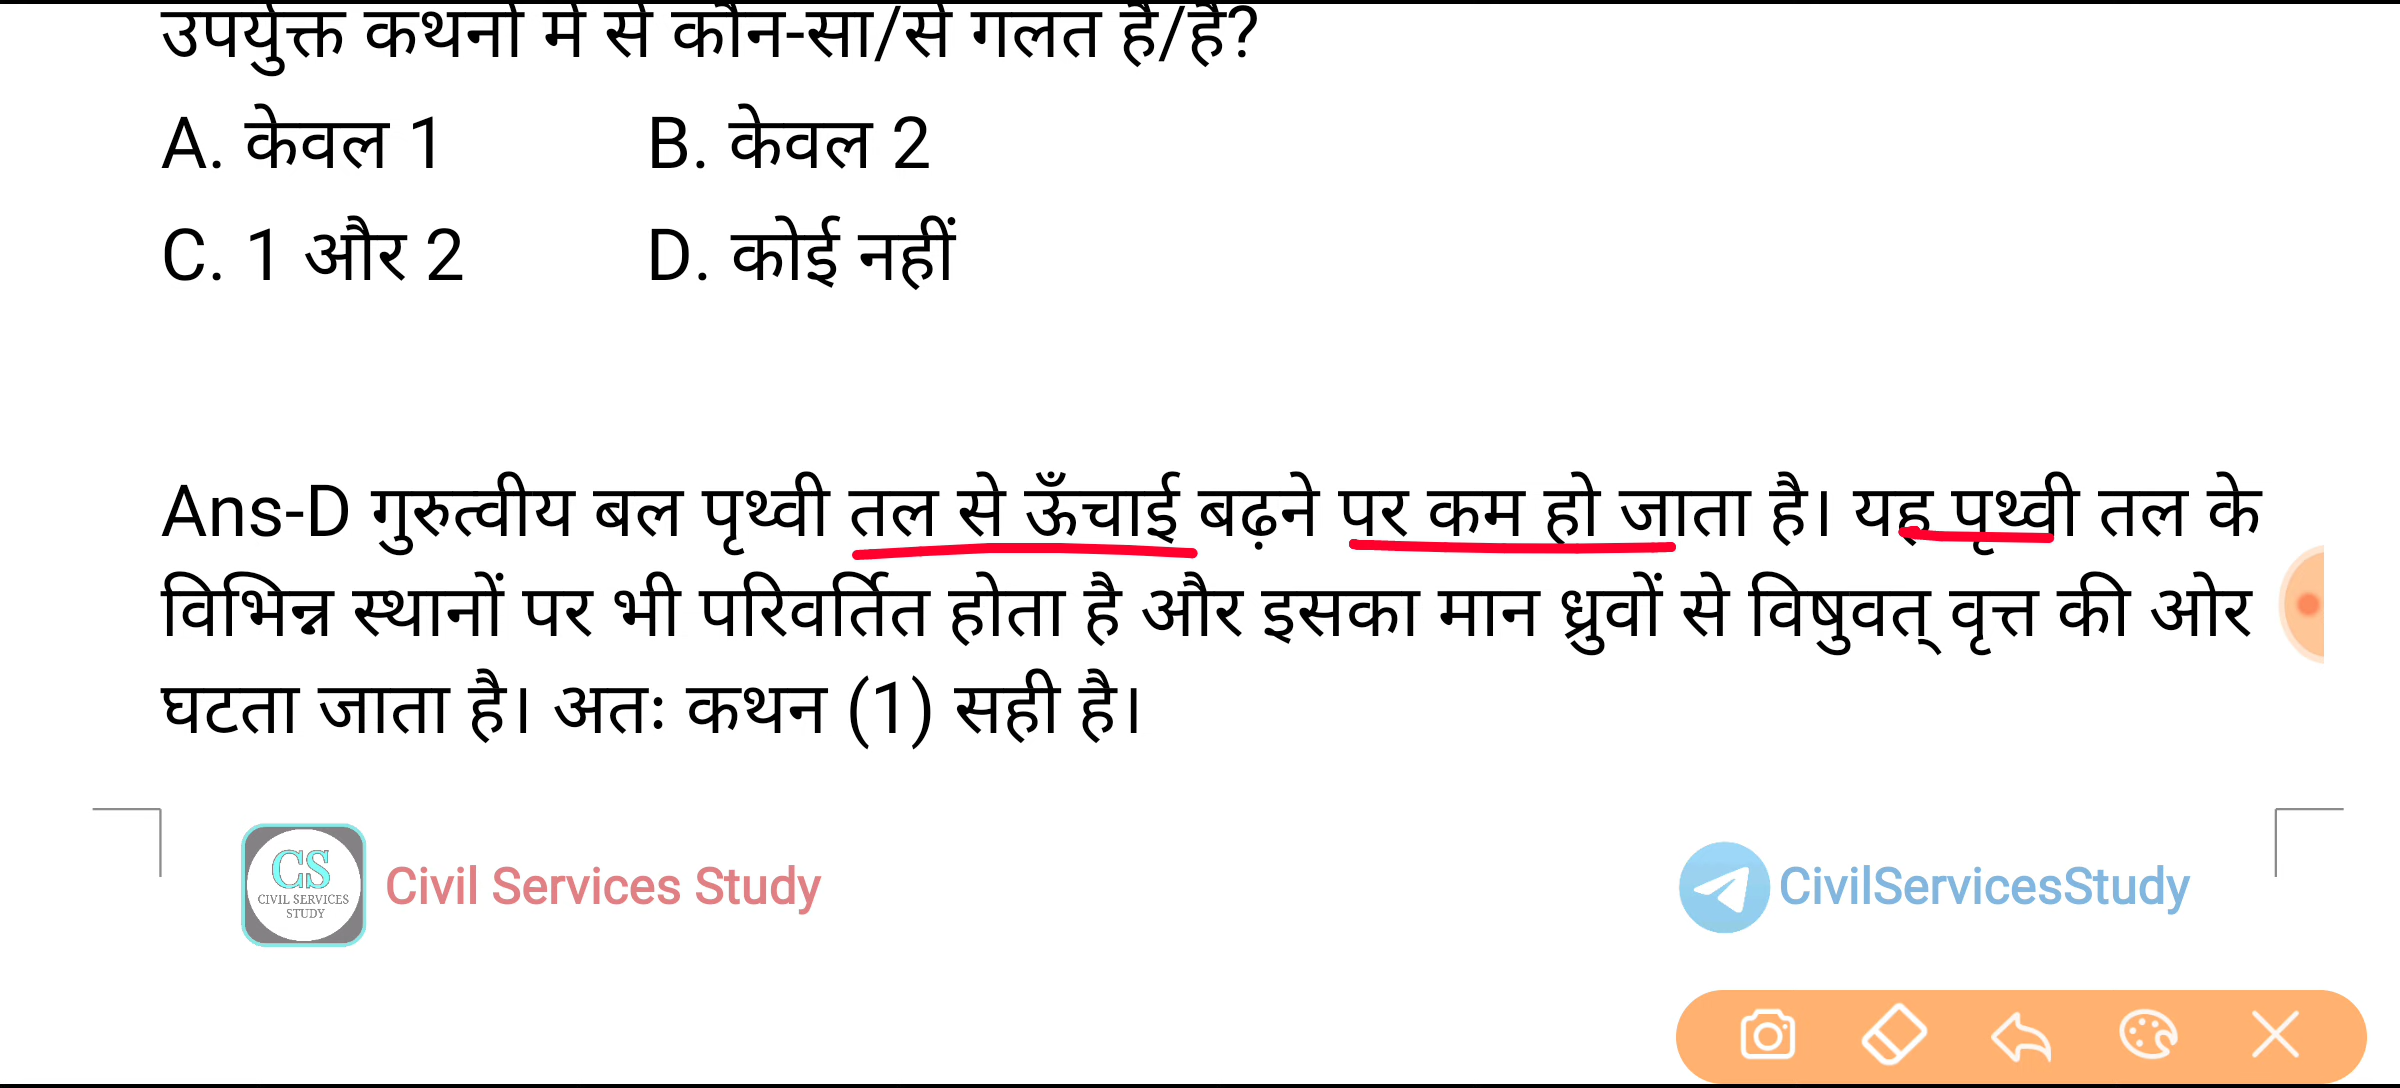 उपर्युक्त कथनों में से कौन-सा/से गलत है/हैं?
A. केवल 1 B. केवल 2
C. 1 और 2 D. कोई नहीं
Ans-D गुरुत्वीय बल पृथ्वी तल से ऊँचाई बढ़ने पर कम हो जाता है। यह पृथ्वी तल के
विभिन्न स्थानों पर भी परिवर्तित होता है और इसका मान ध्रुवों से विषुवत् वृत्त की ओर
घटता जाता है। अतः कथन (1) सही है।
CS
CIVIL SERVICES
STUDY
Civil Services Study
CivilServicesStudy